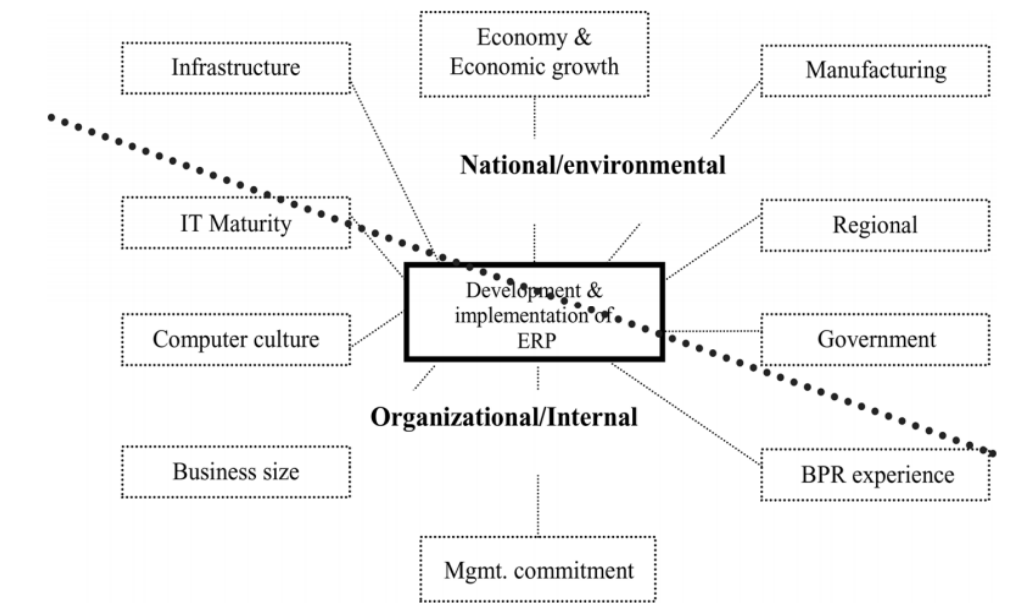 Economy &
Economic growth
Infrastructure
Manufacturing
National/environmental
IT Maturity
Regional
Development &
implementation of
ERP
Computer culture
Government
Organizational/Internal
Business size
BPR experience
Mgmt. commitment